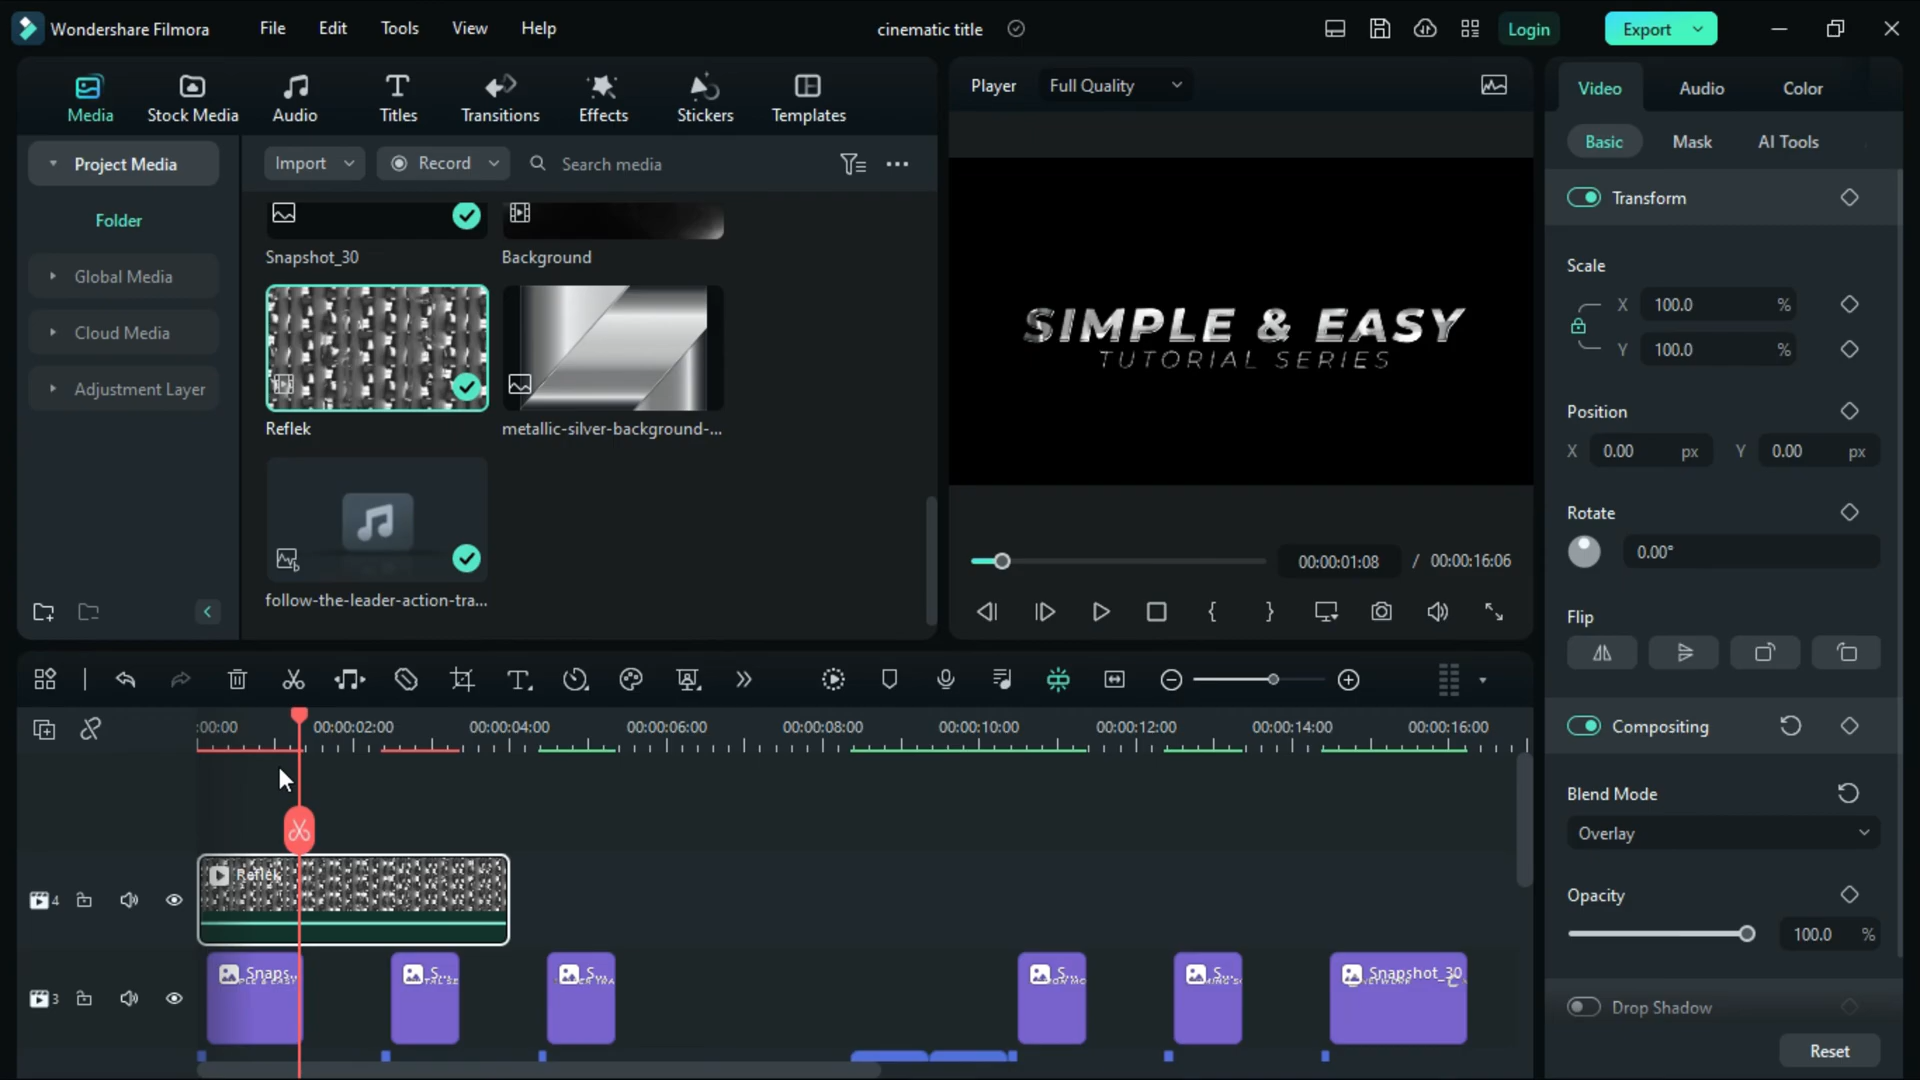 Wondershare Filmora
File
Edit
Tools
View
Help
cinematic title
Login
Export
Media
Stock Media
Audio
Titles
Transitions
Effects
Stickers
Templates
Project Media
Folder
Global Media
Cloud Media
Adjustment Layer
Import
Record
Search media
Snapshot_30
Background
Reflek
metallic-silver-background-...
follow-the-leader-action-tra...
Player
Full Quality
SIMPLE & EASY
TUTORIAL SERIES
00:00:01:08 / 00:00:16:06
Video
Audio
Color
Basic
Mask
AI Tools
Transform
Scale
X 100.0 %
Y 100.0 %
Position
X 0.00 px Y 0.00 px
Rotate
0.00°
Flip
Compositing
Blend Mode
Overlay
Opacity
100.0 %
Drop Shadow
Reset
:00:00 00:00:02:00 00:00:04:00 00:00:06:00 00:00:08:00 00:00:10:00 00:00:12:00 00:00:14:00 00:00:16:00
4
Reflek
3
Snaps...
S...
S...
S...
S...
Snapshot_30